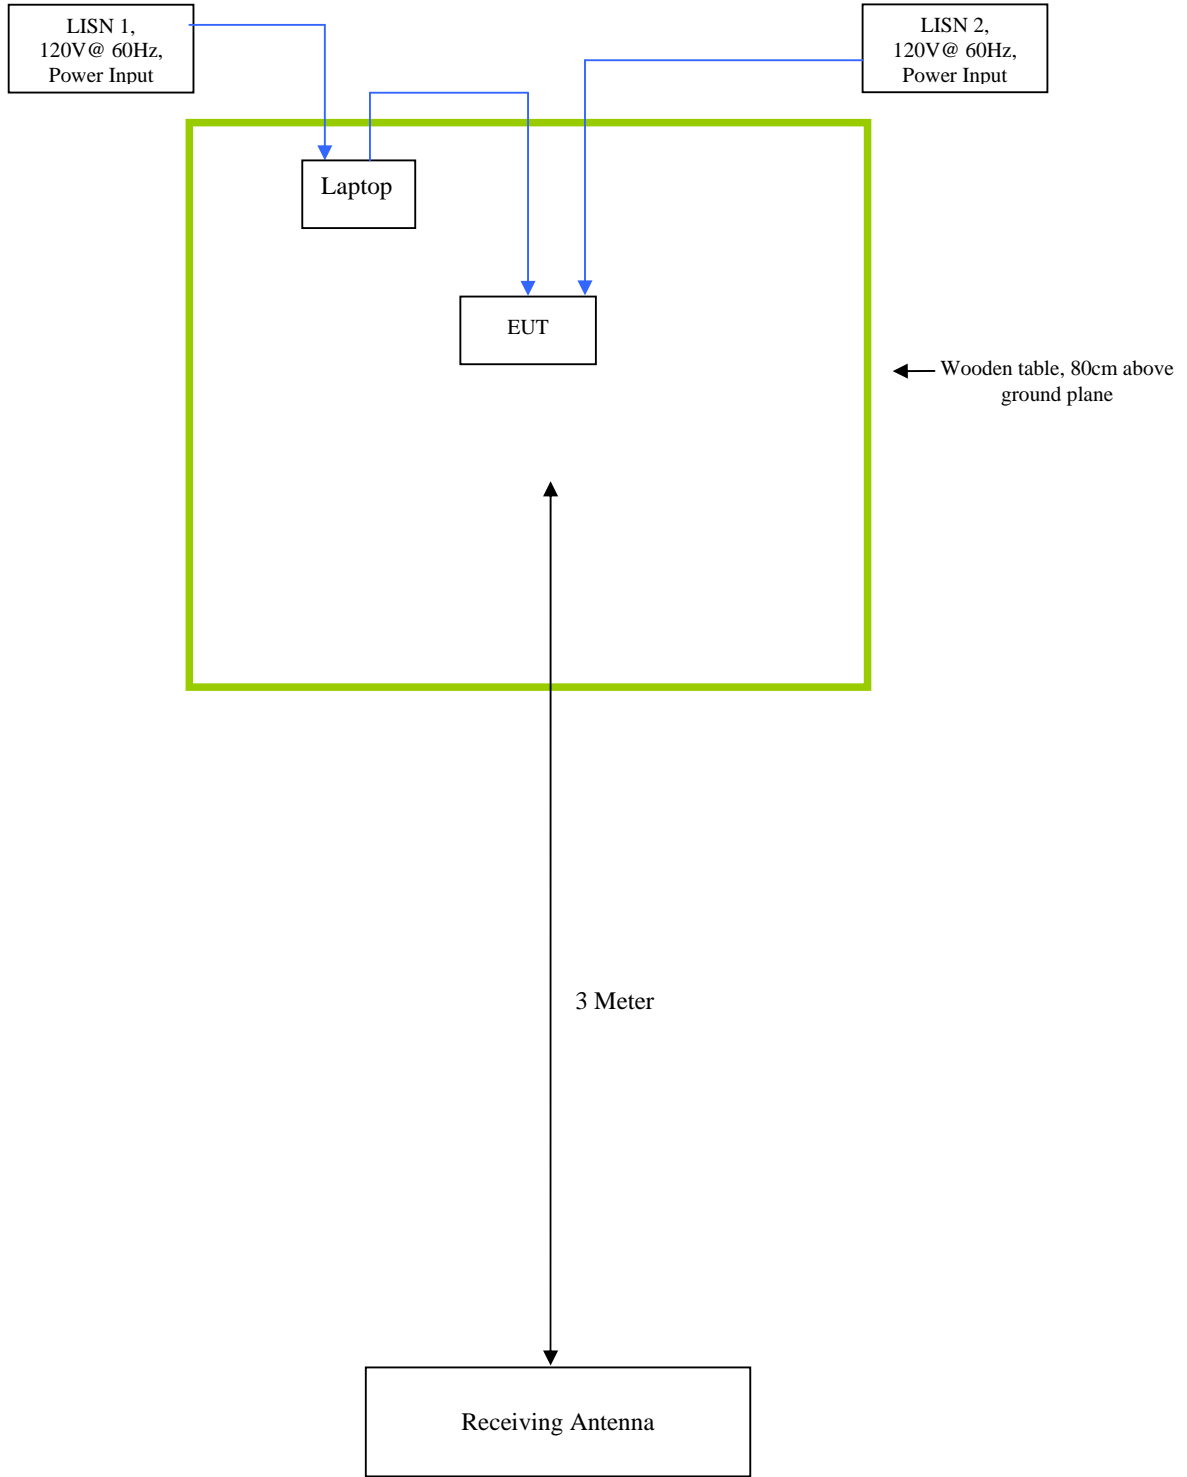 LISN 1,
120V@ 60Hz,
Power Input
LISN 2,
120V@ 60Hz,
Power Input
Laptop
EUT
Wooden table, 80cm above
ground plane
3 Meter
Receiving Antenna